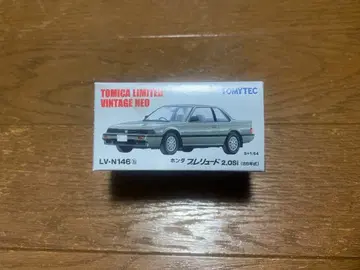 TOMICA LIMITED
VINTAGE NEO
TOMYTEC
S=1/64
LV-N146
ホンダ プレリュード 2.0Si